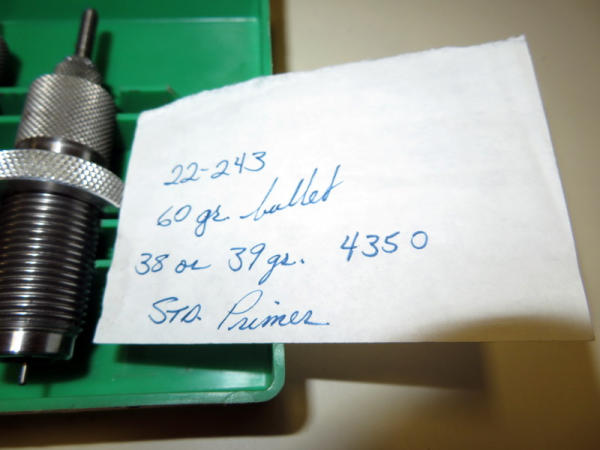 22-243
60 gr. bullet
38 or 39 gr. 4350
STD. Primer